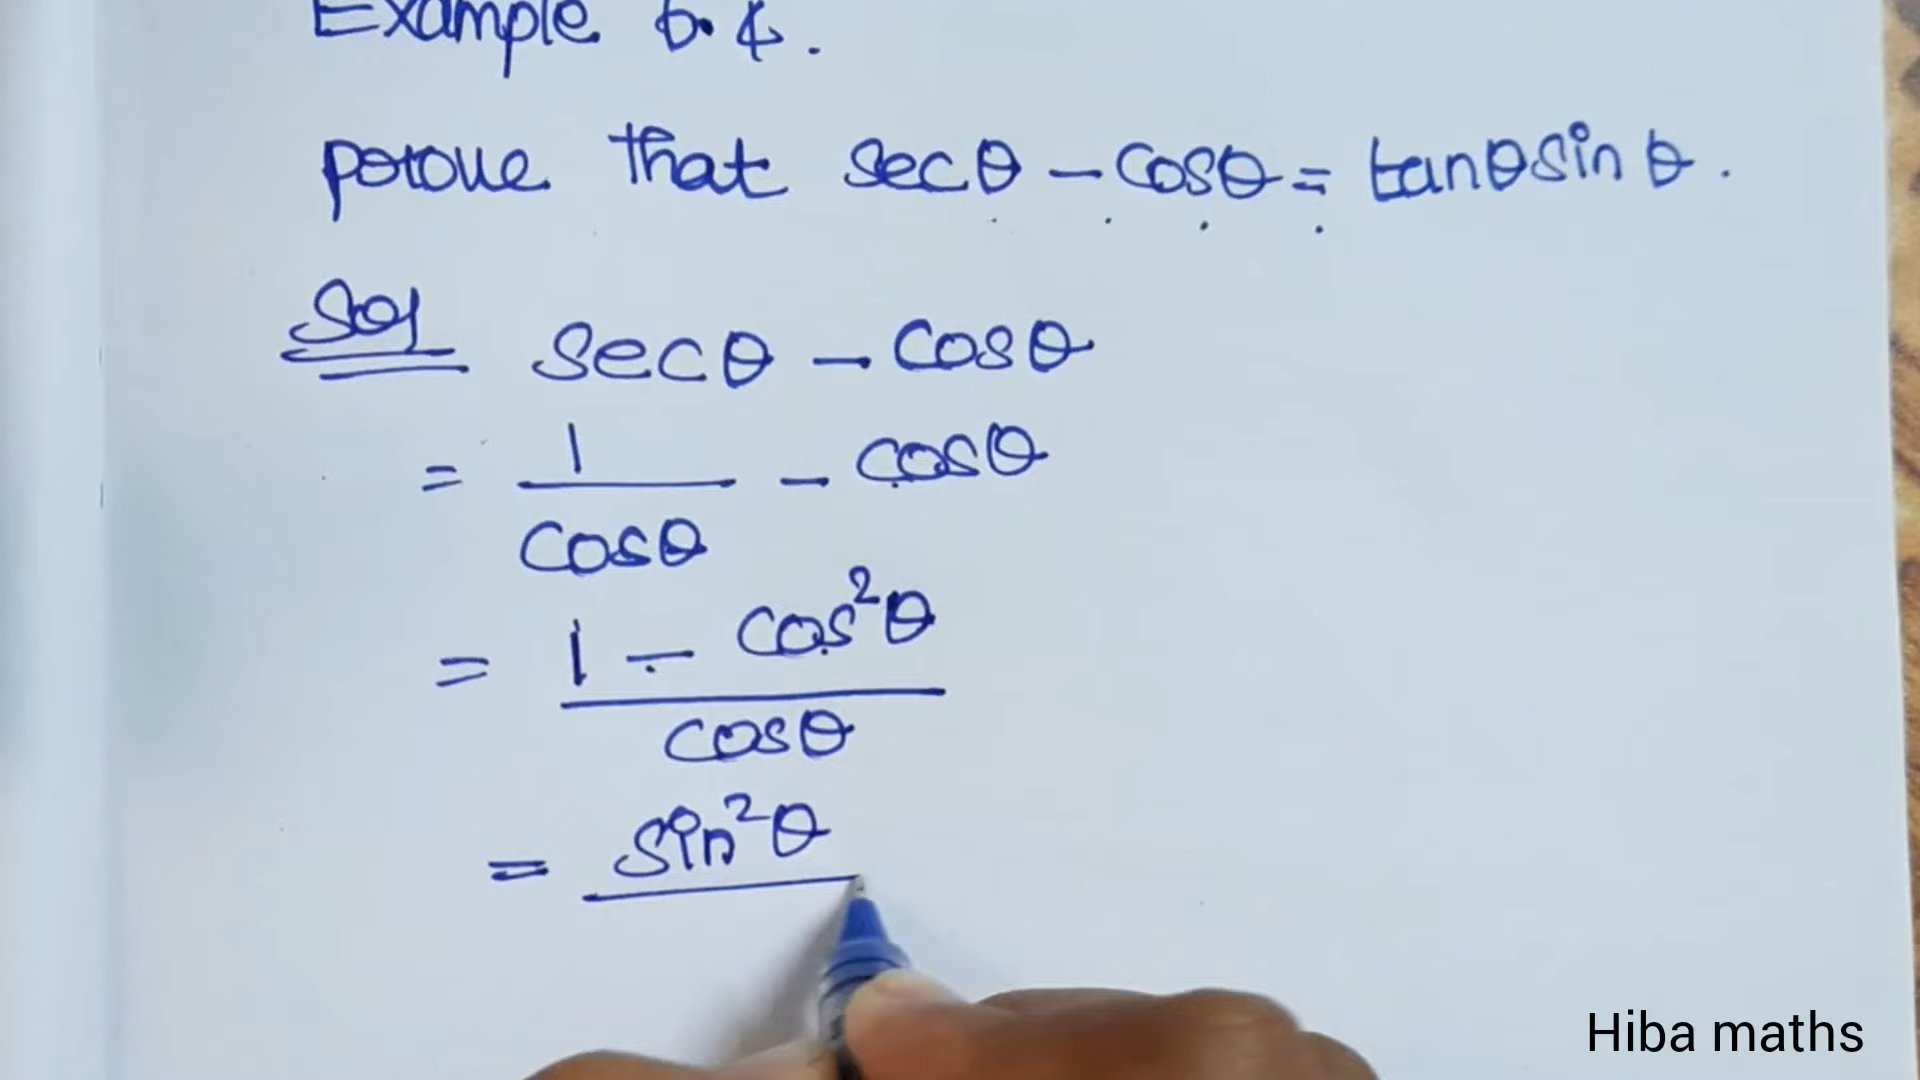 Example 6.4.
porove that secθ - cosθ = tanθ sinθ.
Sol secθ - cosθ
= 1/cosθ - cosθ
= 1 - cos²θ/cosθ
= sin²θ
Hiba maths